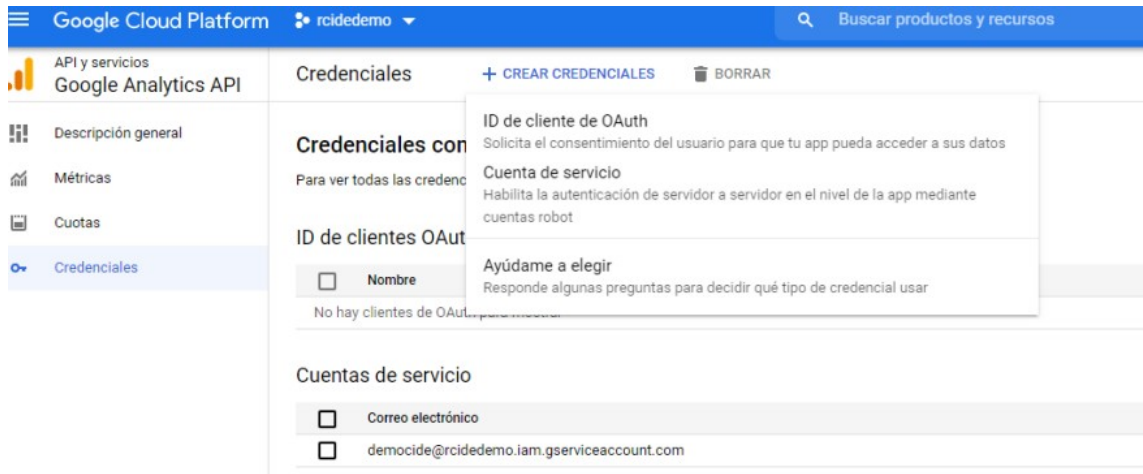 Google Cloud Platform
rcidedemo
Buscar productos y recursos
API y servicios
Google Analytics API
Credenciales
+ CREAR CREDENCIALES
BORRAR
Descripción general
Métricas
Cuotas
Credenciales
ID de cliente de OAuth
Solicita el consentimiento del usuario para que tu app pueda acceder a sus datos
Cuenta de servicio
Habilita la autenticación de servidor a servidor en el nivel de la app mediante
cuentas robot
Ayúdame a elegir
Responde algunas preguntas para decidir qué tipo de credencial usar
Credenciales con
Para ver todas las credenc
ID de clientes OAut
Nombre
No hay clientes de OAuth para mostrar
Cuentas de servicio
Correo electrónico
democide@rcidedemo.iam.gserviceaccount.com